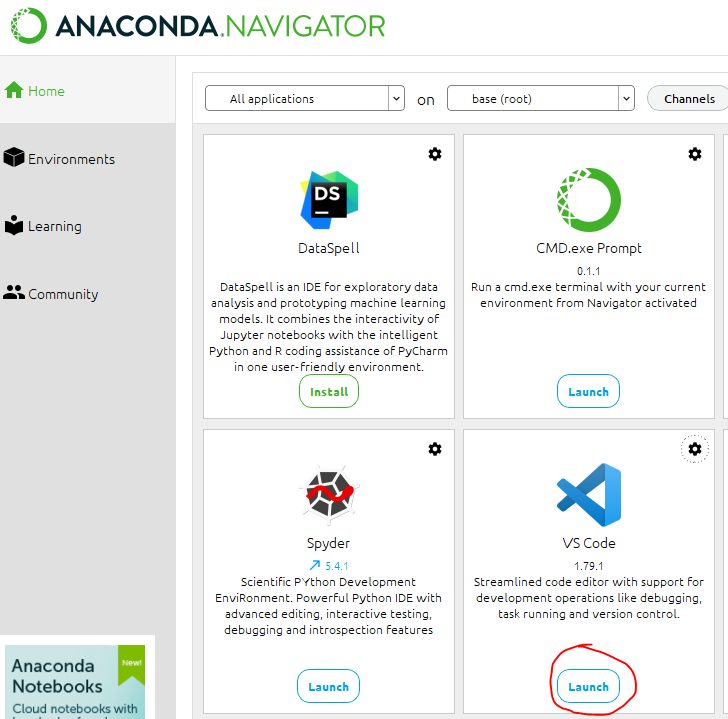 ANACONDA.NAVIGATOR
Home
All applications
on
base (root)
Channels
Environments
Learning
Community
DS
DataSpell
DataSpell is an IDE for exploratory data
analysis and prototyping machine learning
models. It combines the interactivity of
Jupyter notebooks with the intelligent
Python and R coding assistance of PyCharm
in one user-friendly environment.
Install
CMD.exe Prompt
0.1.1
Run a cmd.exe terminal with your current
environment from Navigator activated
Launch
Spyder
5.4.1
Scientific PYthon Development
EnviRonment. Powerful Python IDE with
advanced editing, interactive testing,
debugging and introspection features
Launch
VS Code
1.79.1
Streamlined code editor with support for
development operations like debugging,
task running and version control.
Launch
Anaconda
Notebooks
New!
Cloud notebooks with